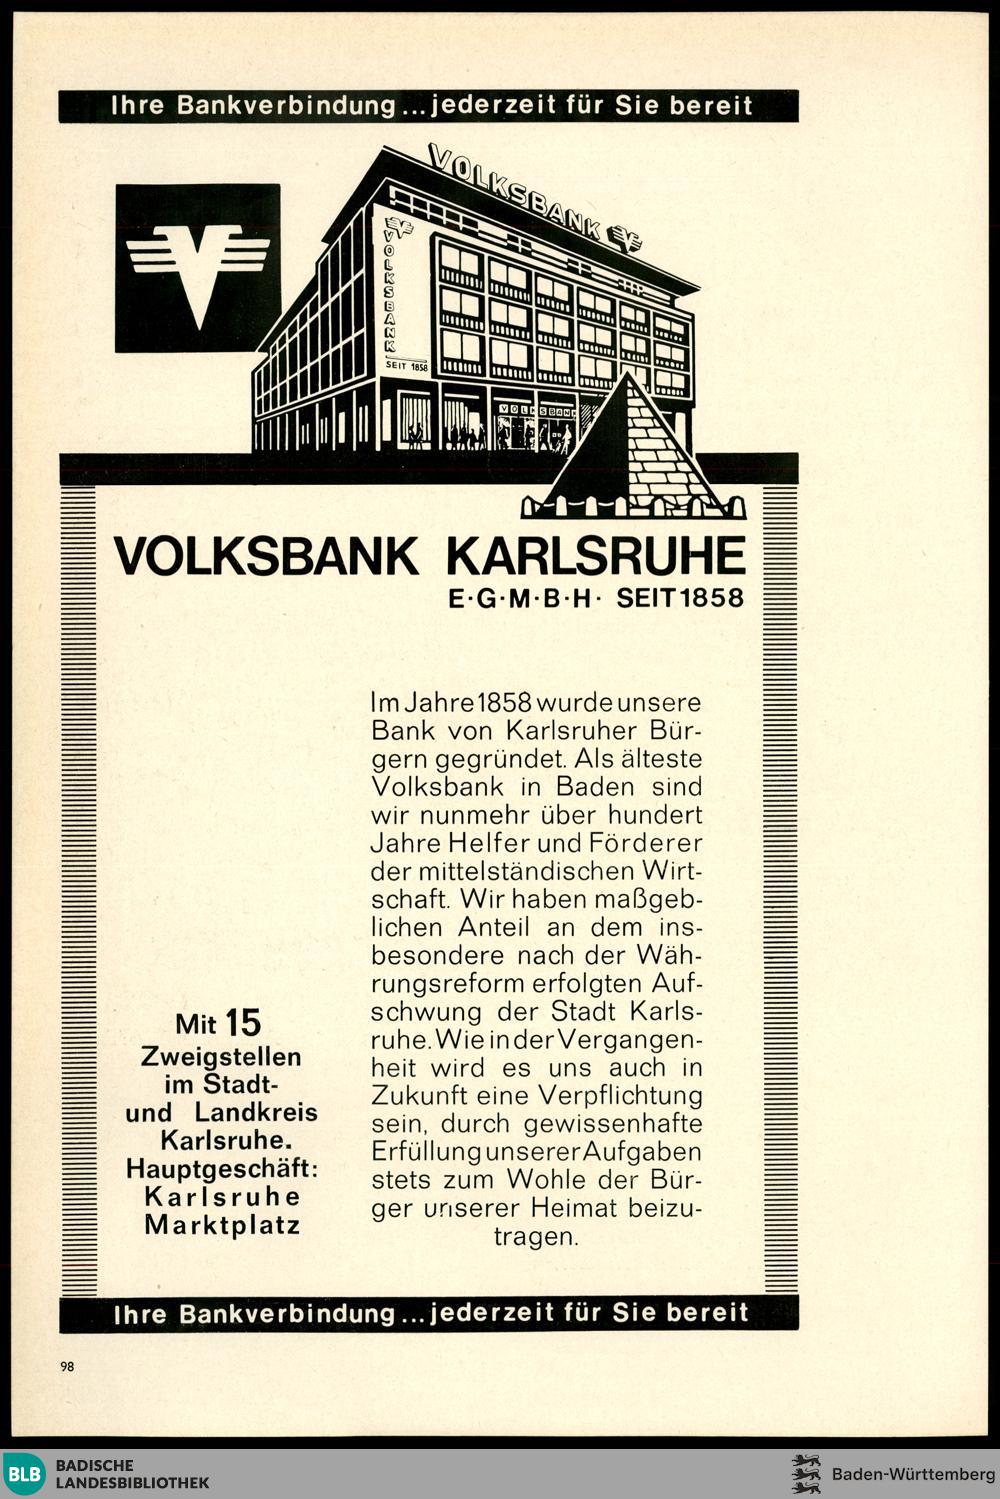 Ihre Bankverbindung...jederzeit für Sie bereit
VOLKSBANK
VOLKSBANK
SEIT 1858
VOLKSBANK
VOLKSBANK KARLSRUHE
E·G·M·B·H· SEIT 1858
Im Jahre 1858 wurde unsere
Bank von Karlsruher Bür-
gern gegründet. Als älteste
Volksbank in Baden sind
wir nunmehr über hundert
Jahre Helfer und Förderer
der mittelständischen Wirt-
schaft. Wir haben maßgeb-
lichen Anteil an dem ins-
besondere nach der Wäh-
rungsreform erfolgten Auf-
schwung der Stadt Karls-
ruhe. Wie in der Vergangen-
heit wird es uns auch in
Zukunft eine Verpflichtung
sein, durch gewissenhafte
Erfüllung unserer Aufgaben
stets zum Wohle der Bür-
ger unserer Heimat beizu-
tragen.
Mit 15
Zweigstellen
im Stadt-
und Landkreis
Karlsruhe.
Hauptgeschäft:
Karlsruhe
Marktplatz
Ihre Bankverbindung...jederzeit für Sie bereit
98
BLB
BADISCHE
LANDESBIBLIOTHEK
Baden-Württemberg